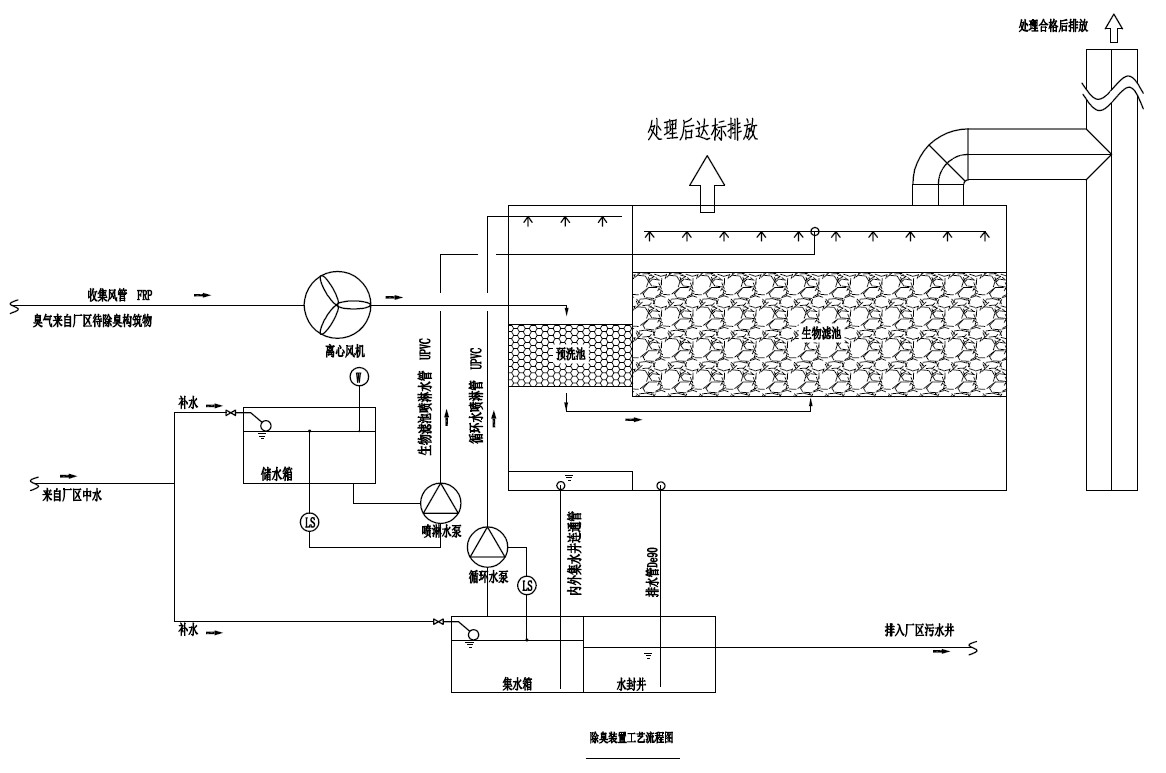 处理合格后排放
处理后达标排放
收集风管 FRP
臭气来自厂区待除臭构筑物
离心风机
预洗池
生物滤池
生物滤池喷淋水管 UPVC
循环水喷淋管 UPVC
W
补水
储水箱
来自厂区中水
LS
喷淋水泵
循环水泵
LS
内外集水井连通管
排水管De90
补水
排入厂区污水井
集水箱
水封井
除臭装置工艺流程图